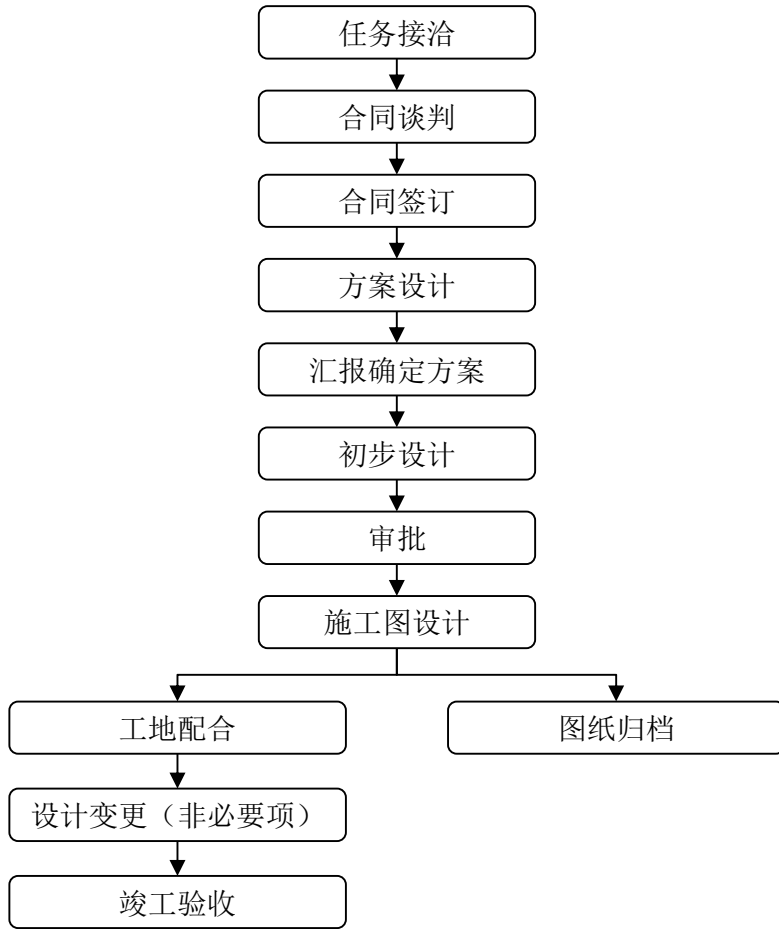 任务接洽
合同谈判
合同签订
方案设计
汇报确定方案
初步设计
审批
施工图设计
工地配合
图纸归档
设计变更（非必要项）
竣工验收